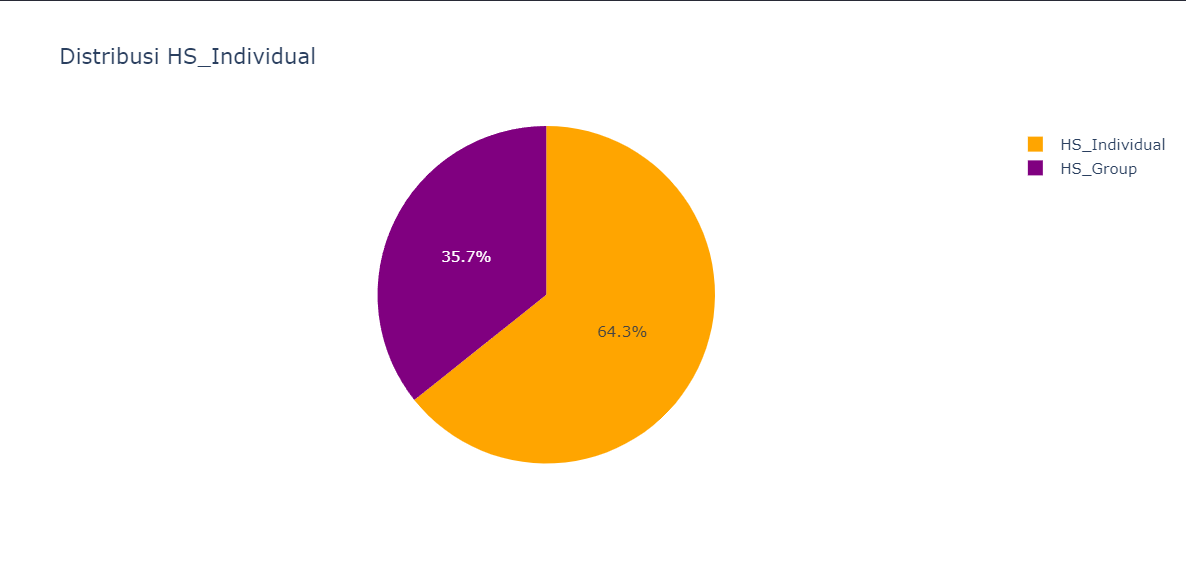 Distribusi HS_Individual
HS_Individual
HS_Group
35.7%
64.3%